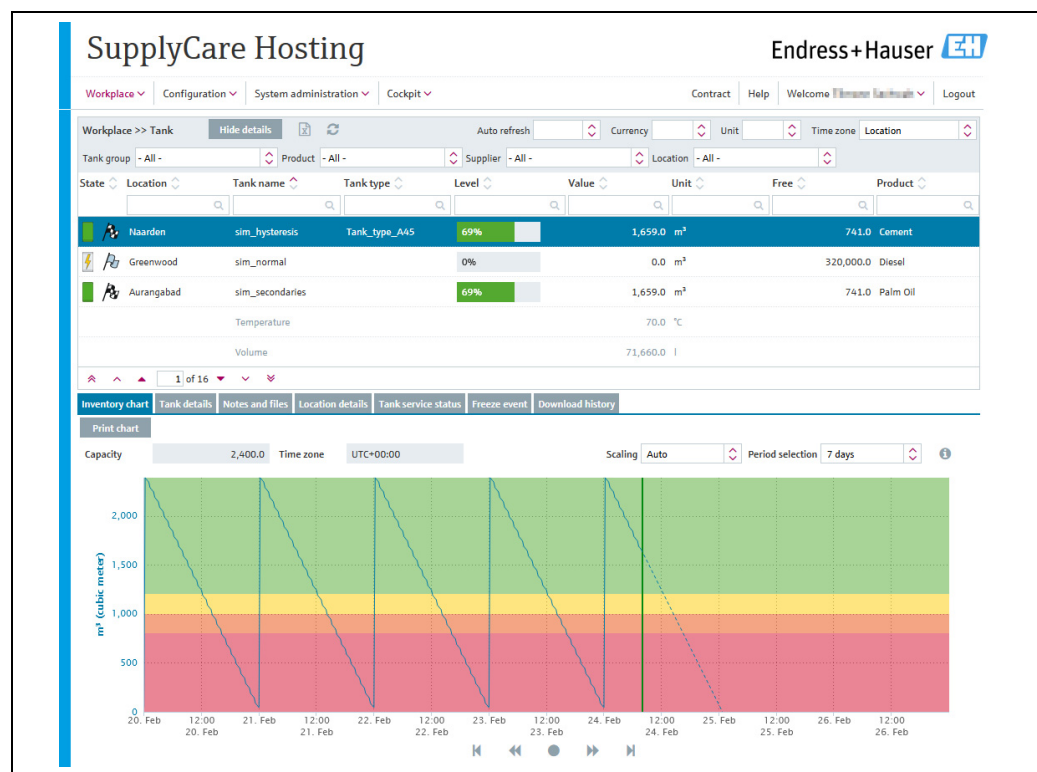 SupplyCare Hosting
Endress+Hauser EH
Workplace Configuration System administration Cockpit Contract Help Welcome Logout
Workplace >> Tank Hide details Auto refresh Currency Unit Time zone Location
Tank group - All - Product - All - Supplier - All - Location - All -
State Location Tank name Tank type Level Value Unit Free Product
Naarden sim_hysteresis Tank_type_A45 69% 1,659.0 m³ 741.0 Cement
Greenwood sim_normal 0% 0.0 m³ 320,000.0 Diesel
Aurangabad sim_secondaries 69% 1,659.0 m³ 741.0 Palm Oil
Temperature 70.0 °C
Volume 71,660.0 l
1 of 16
Inventory chart Tank details Notes and files Location details Tank service status Freeze event Download history
Print chart
Capacity 2,400.0 Time zone UTC+00:00 Scaling Auto Period selection 7 days
2,000
1,500
1,000
500
0
m³ (cubic meter)
20. Feb 12:00 21. Feb 12:00 22. Feb 12:00 23. Feb 12:00 24. Feb 12:00 25. Feb 12:00 26. Feb 12:00
20. Feb 21. Feb 22. Feb 23. Feb 24. Feb 25. Feb 26. Feb